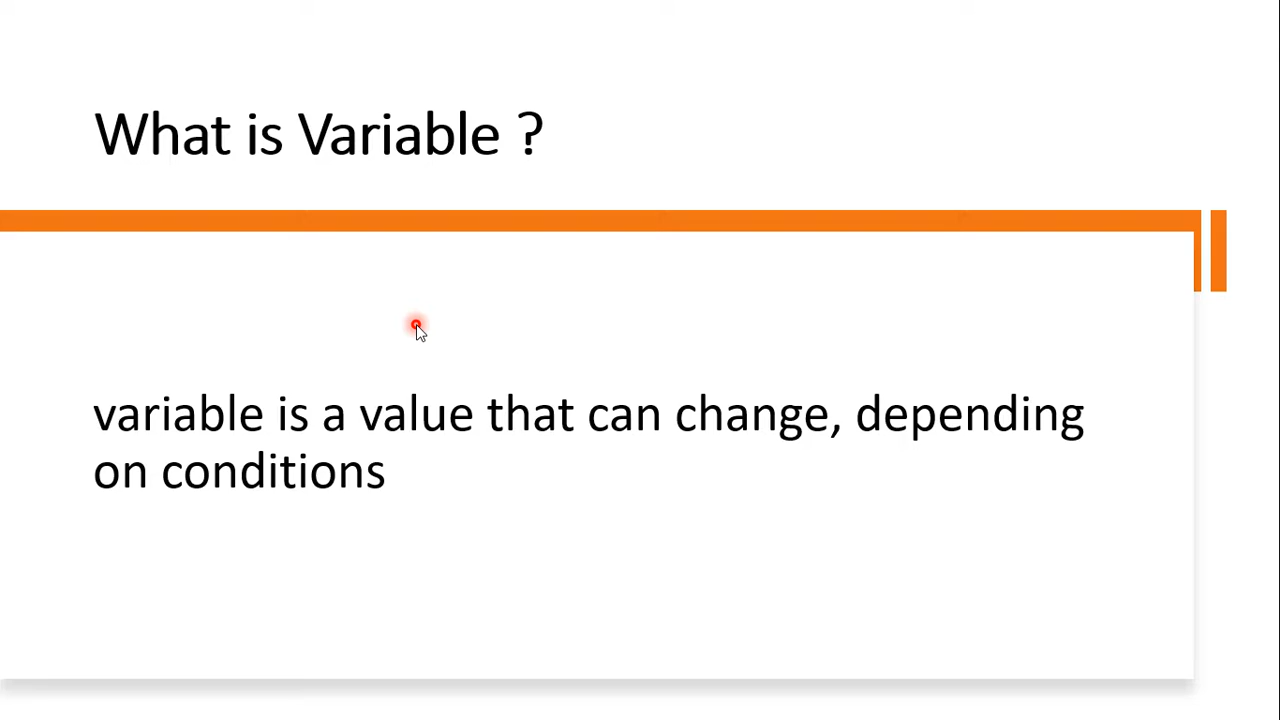 What is Variable ?
variable is a value that can change, depending
on conditions